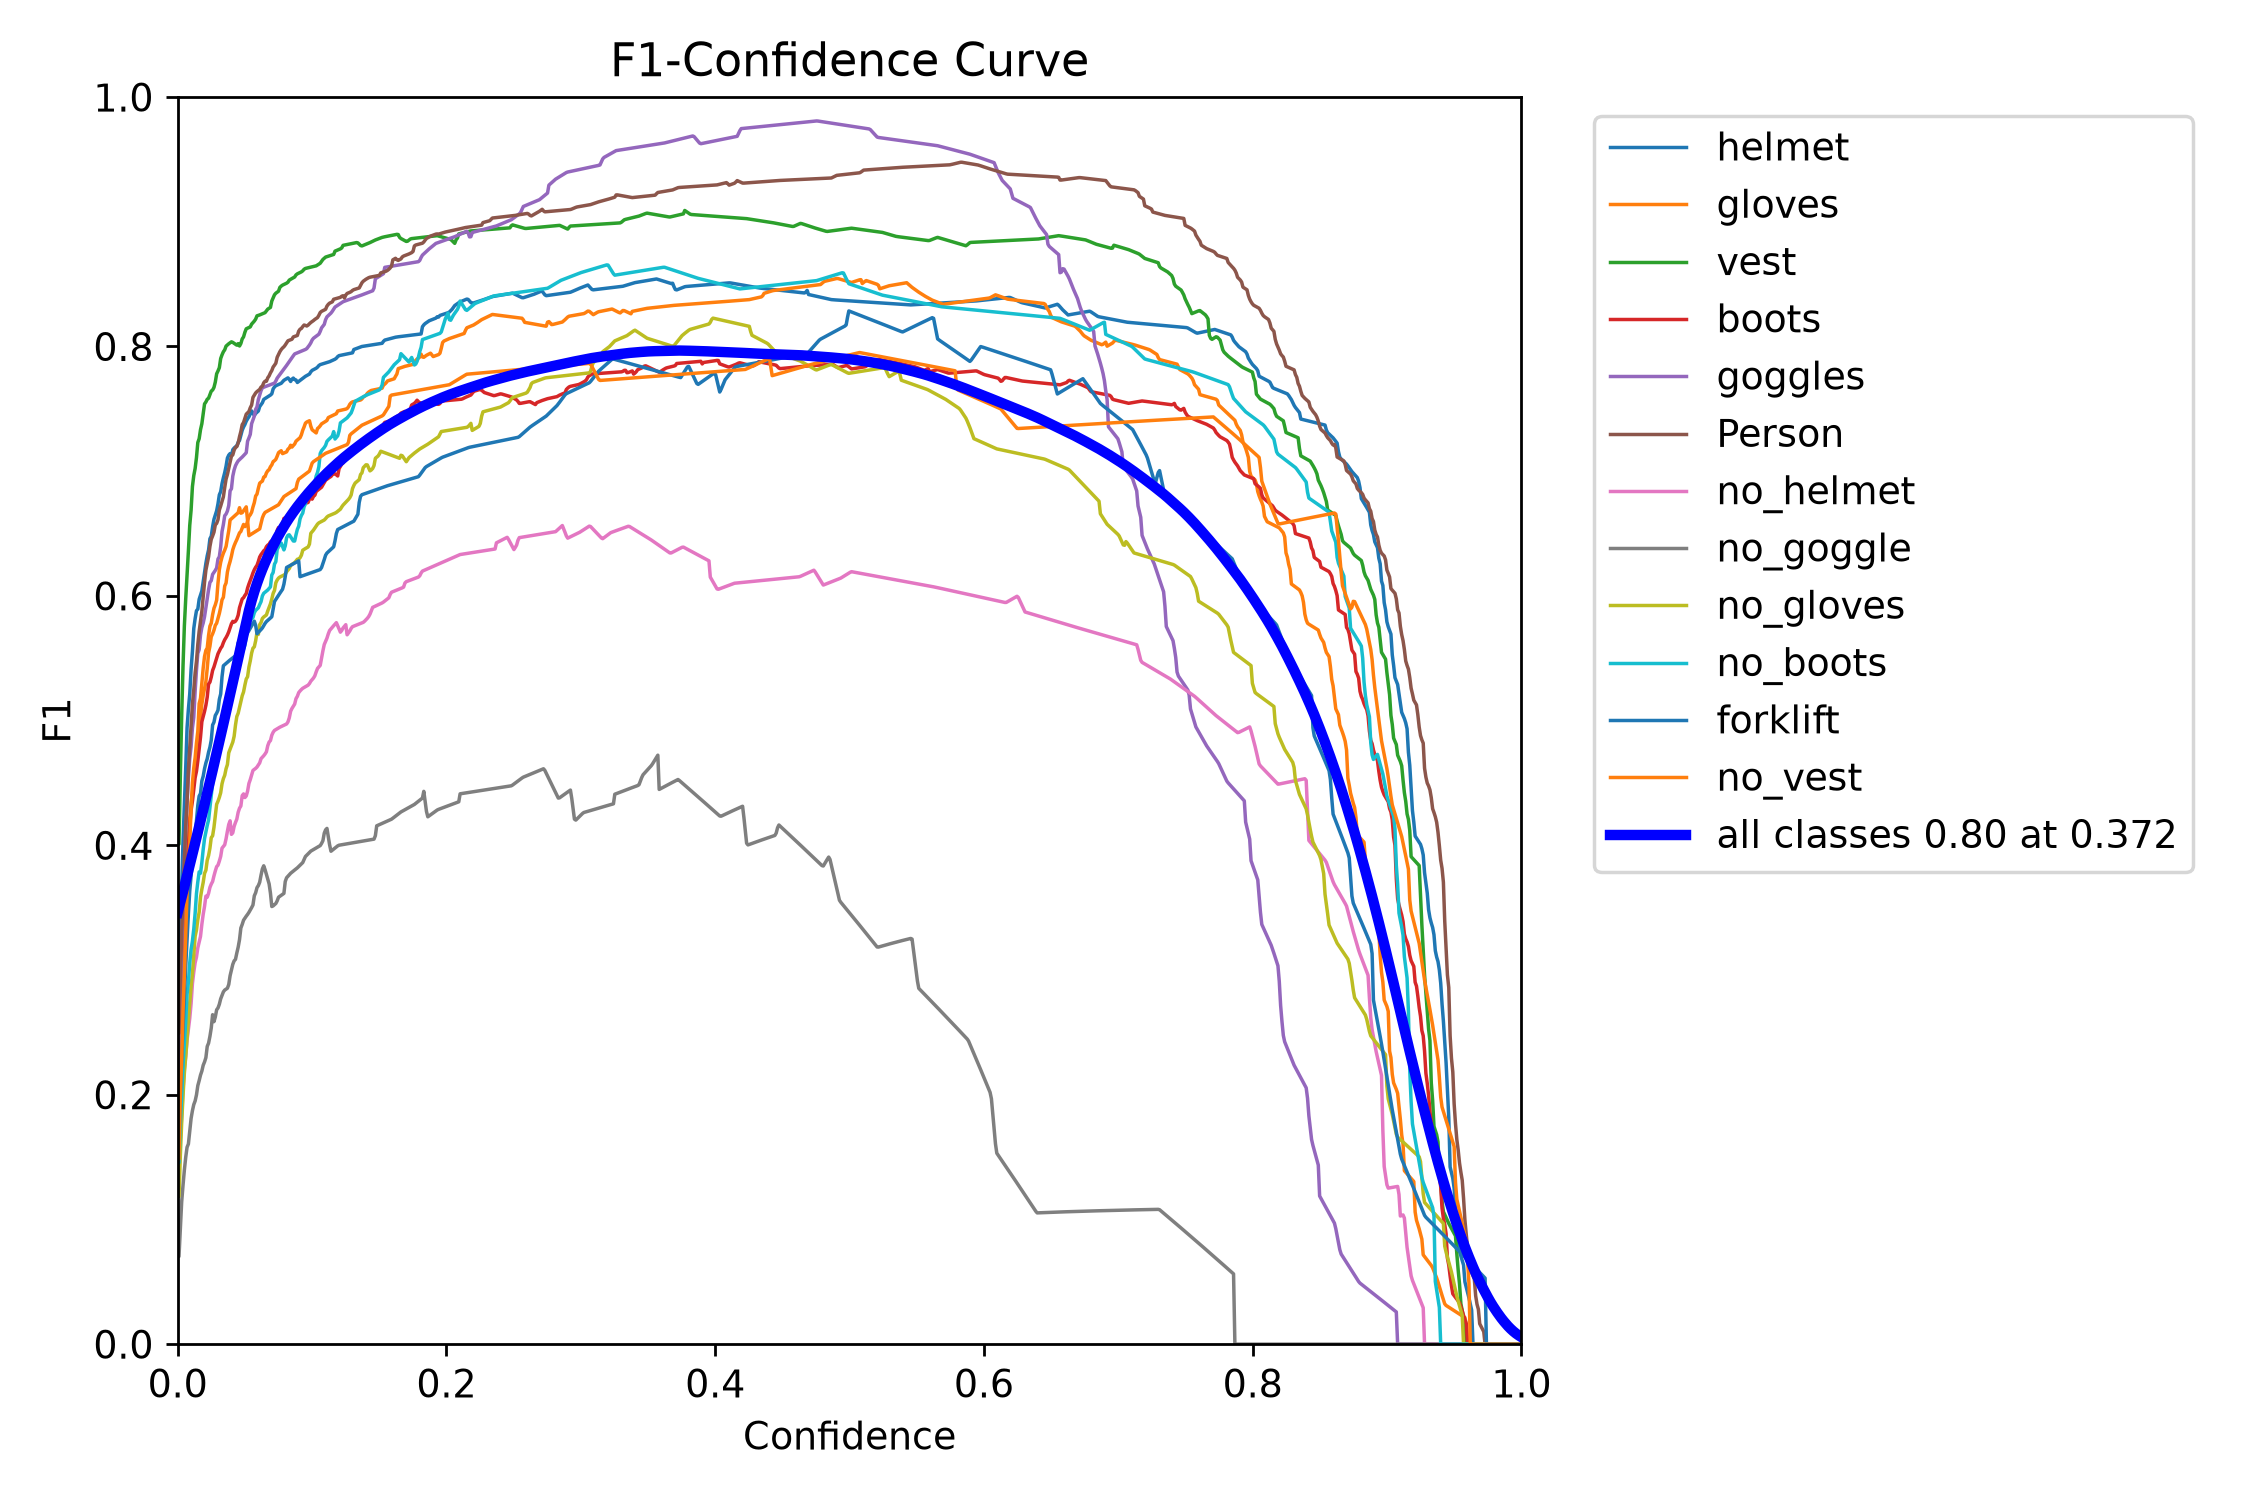 F1-Confidence Curve
1.0
0.8
0.6
0.4
0.2
0.0
F1
0.0 0.2 0.4 0.6 0.8 1.0
Confidence
helmet
gloves
vest
boots
goggles
Person
no_helmet
no_goggle
no_gloves
no_boots
forklift
no_vest
all classes 0.80 at 0.372